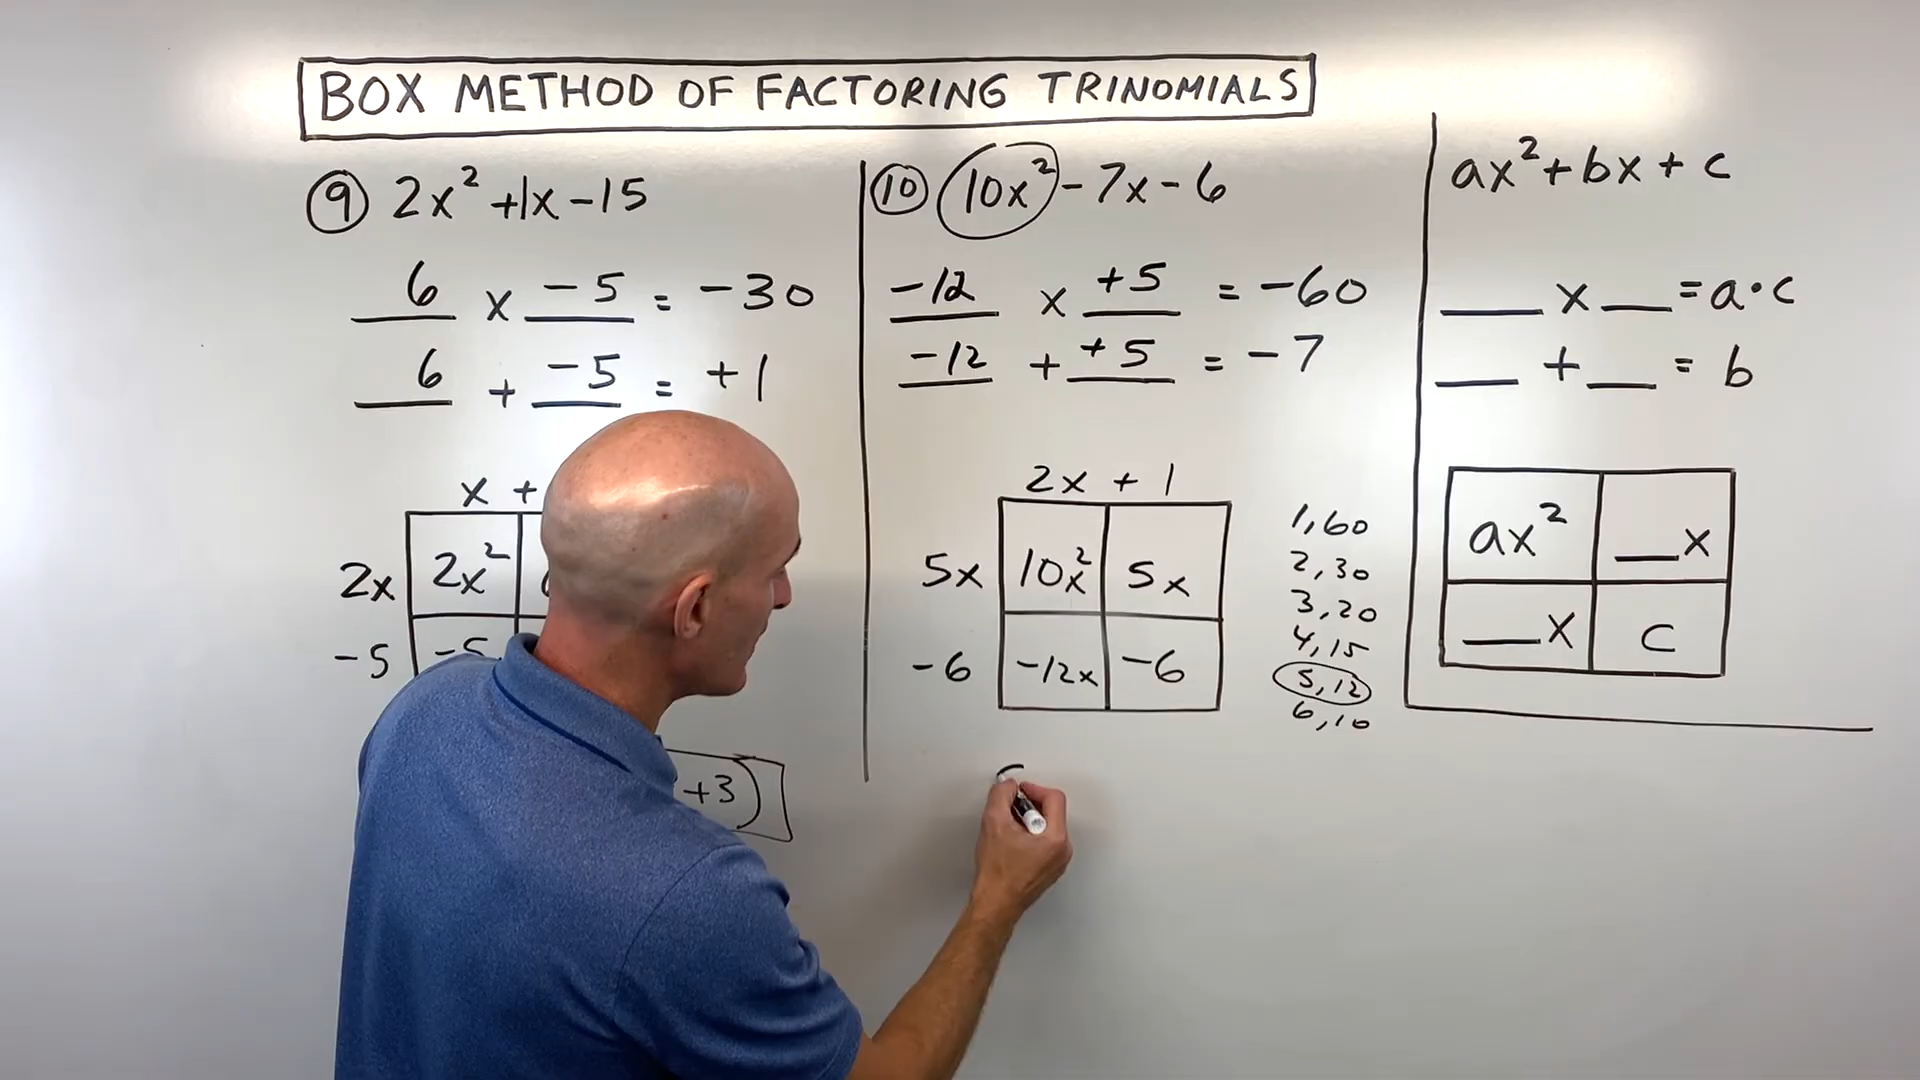 BOX METHOD OF FACTORING TRINOMIALS
⑨ 2x² +1x -15
6 x -5 = -30
6 + -5 = +1
x +
2x 2x²
-5 -5
+3)
⑩ 10x² - 7x - 6
-12 x +5 = -60
-12 + +5 = -7
2x + 1
5x 10x² 5x
-6 -12x -6
1,60
2,30
3,20
4,15
5,12
6,10
ax² + bx + c
___ x ___ = a·c
___ + ___ = b
ax² ___x
___x c